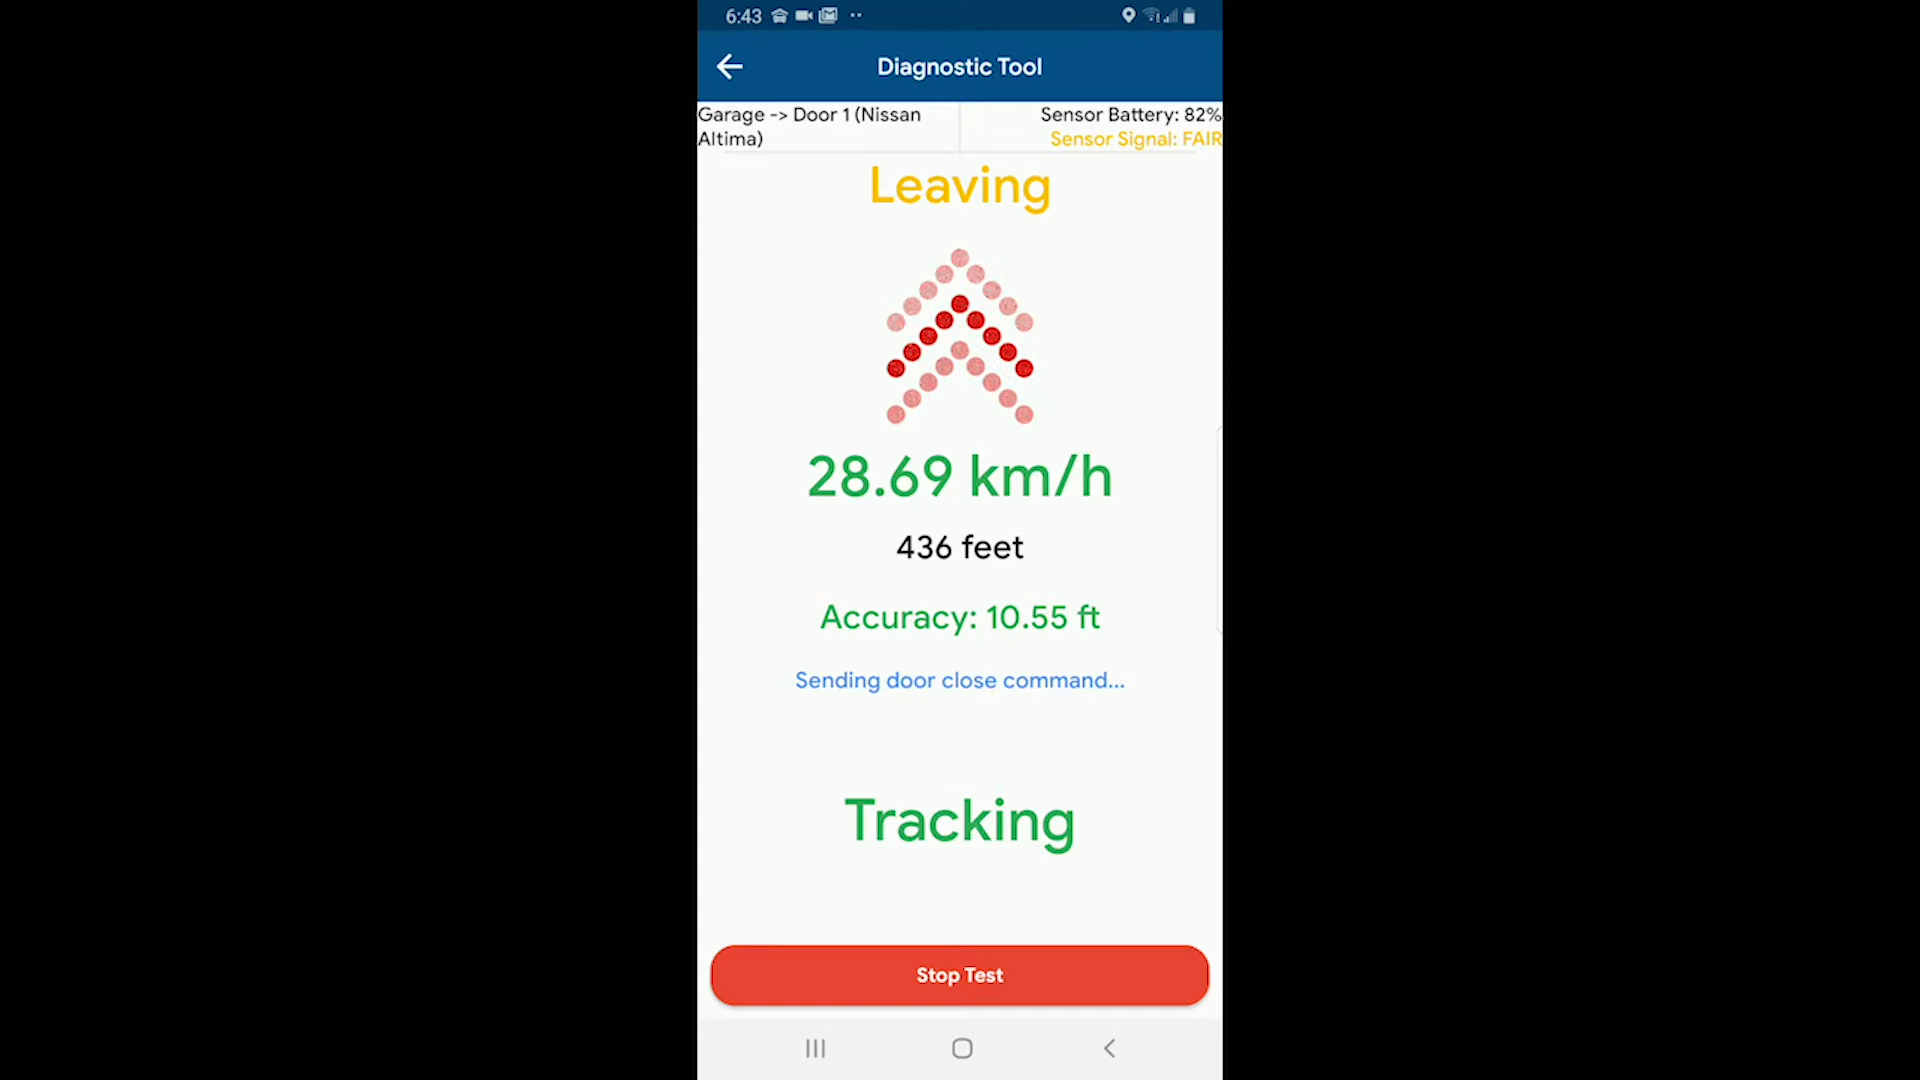 6:43
Diagnostic Tool
Garage -> Door 1 (Nissan
Altima)
Sensor Battery: 82%
Sensor Signal: FAIR
Leaving
28.69 km/h
436 feet
Accuracy: 10.55 ft
Sending door close command...
Tracking
Stop Test